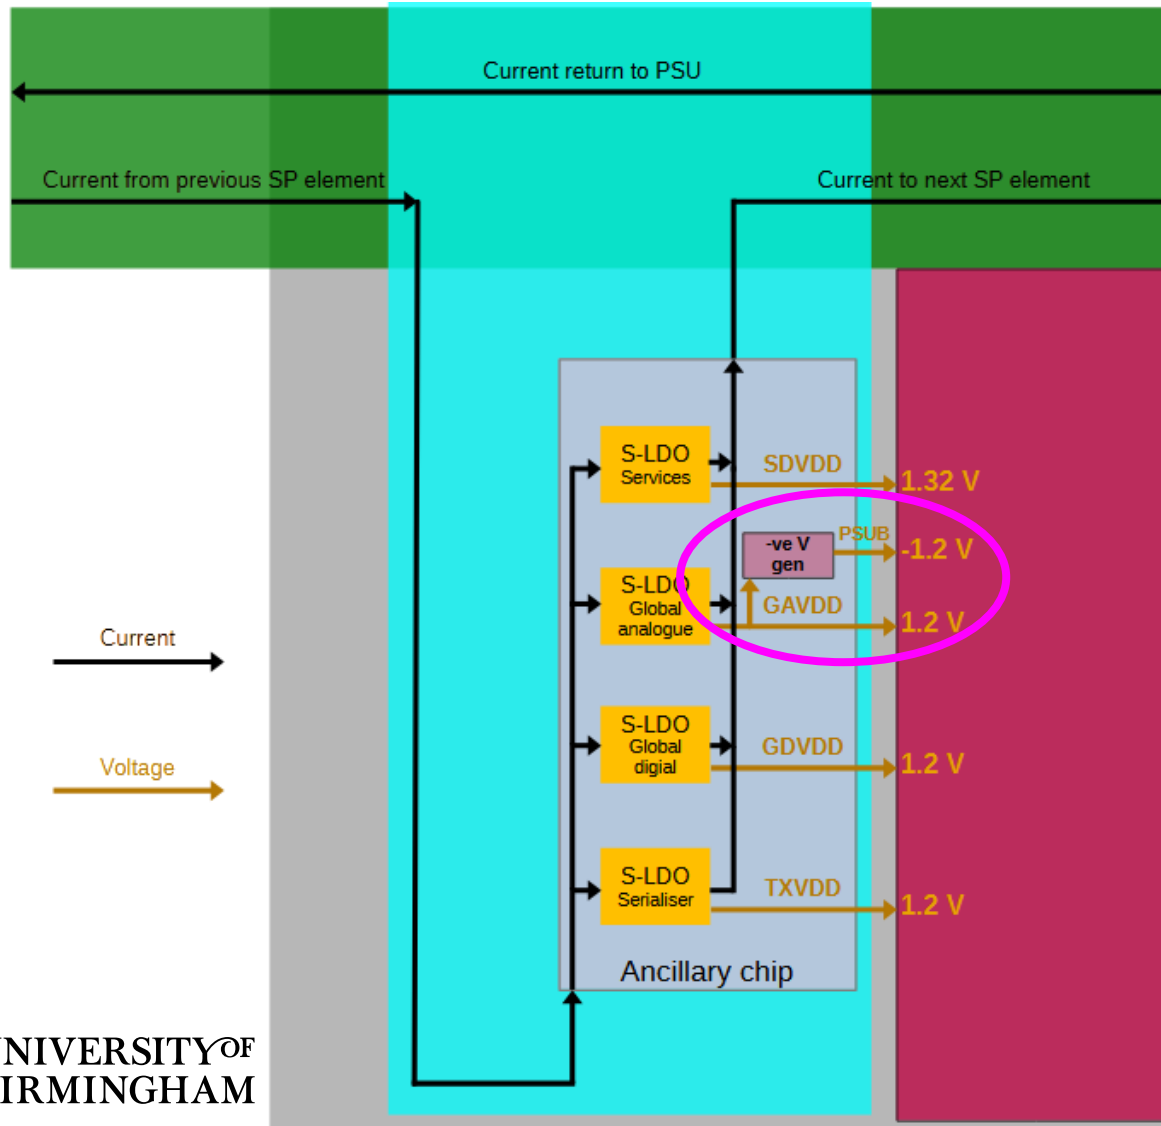 Current return to PSU
Current from previous SP element
Current to next SP element
S-LDO
Services
SDVDD
1.32 V
-ve V
gen
PSUB
-1.2 V
S-LDO
Global
analogue
GAVDD
1.2 V
Current
S-LDO
Global
digial
GDVDD
1.2 V
Voltage
S-LDO
Serialiser
TXVDD
1.2 V
Ancillary chip
NIVERSITY OF
IRMINGHAM